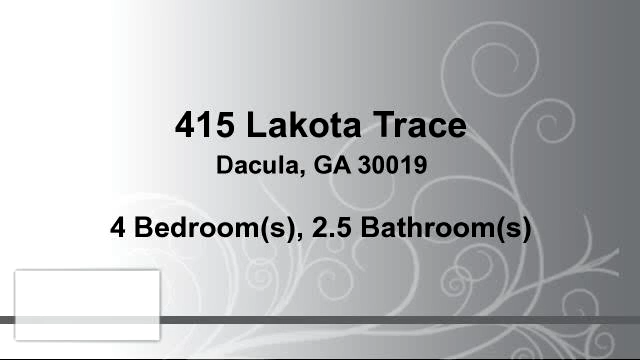 415 Lakota Trace
Dacula, GA 30019
4 Bedroom(s), 2.5 Bathroom(s)